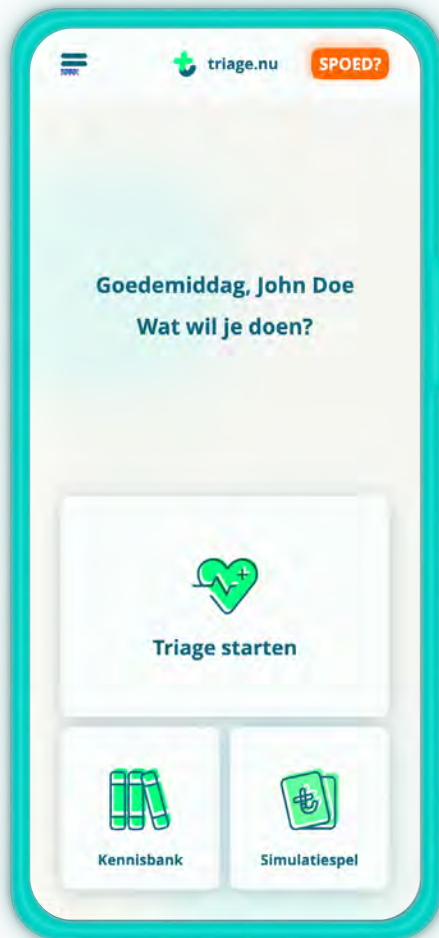 triage.nu
SPOED?
Goedemiddag, John Doe
Wat wil je doen?
Triage starten
Kennisbank
Simulatiespel